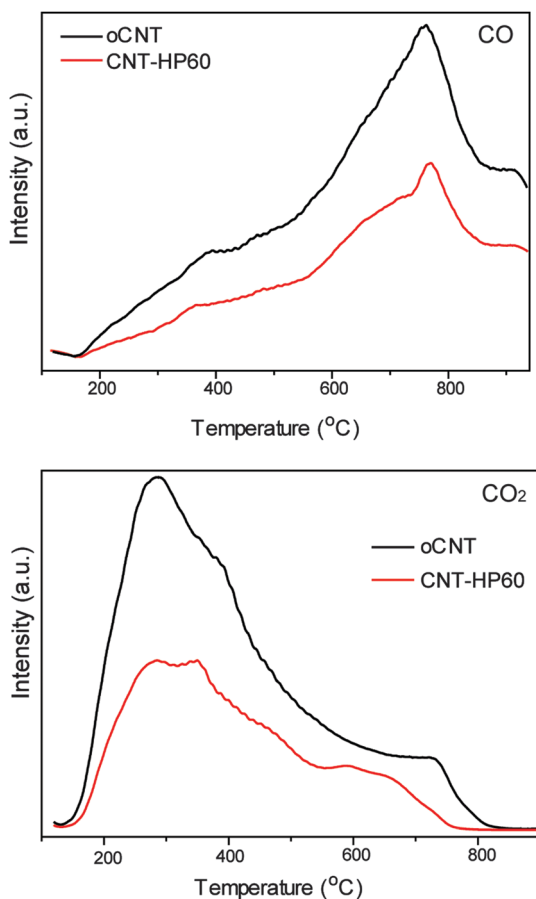 oCNT
CNT-HP60
CO
Intensity (a.u.)
200
400
600
800
Temperature (°C)
CO₂
oCNT
CNT-HP60
Intensity (a.u.)
200
400
600
800
Temperature (°C)